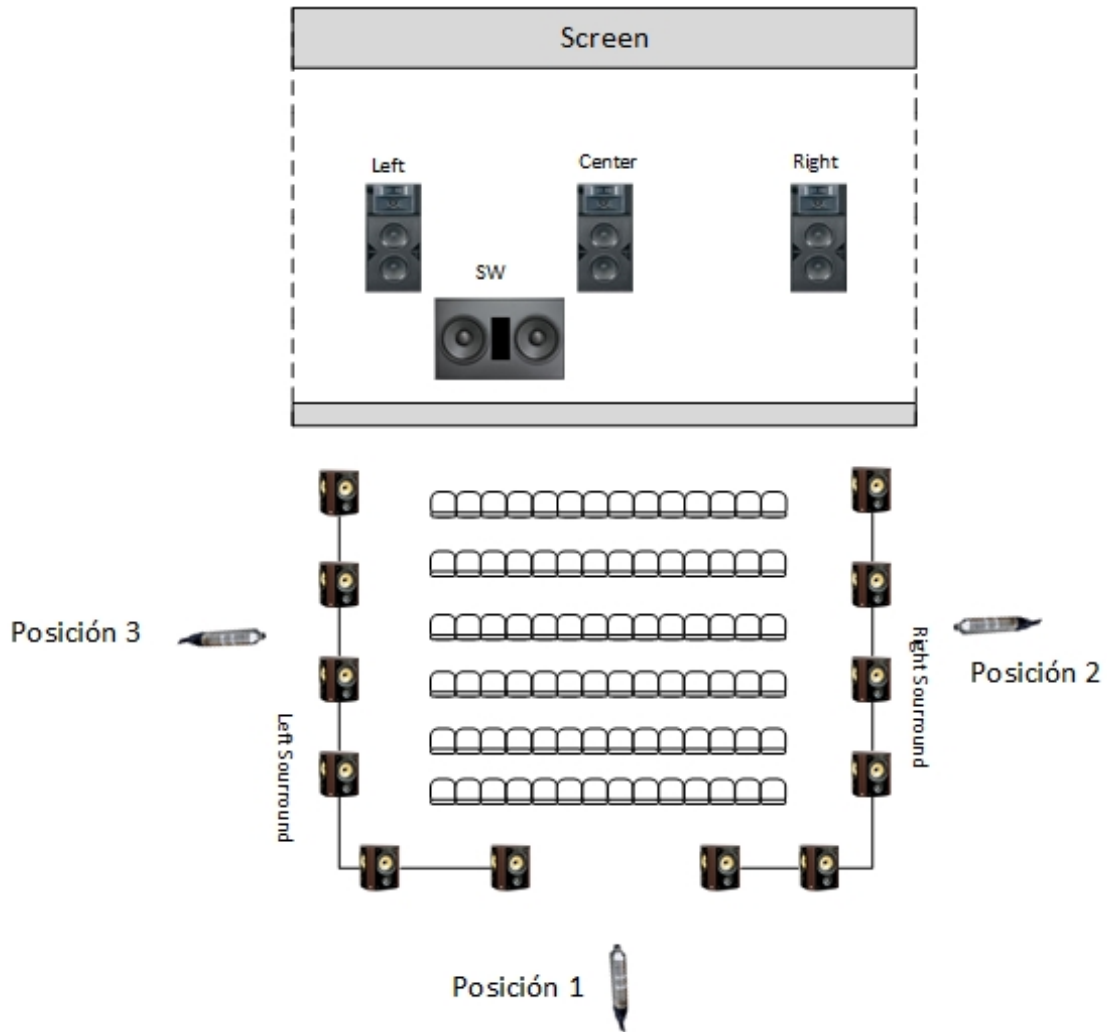 Screen
Left
Center
Right
SW
Posición 3
Right Sourround
Posición 2
Left Sourround
Posición 1